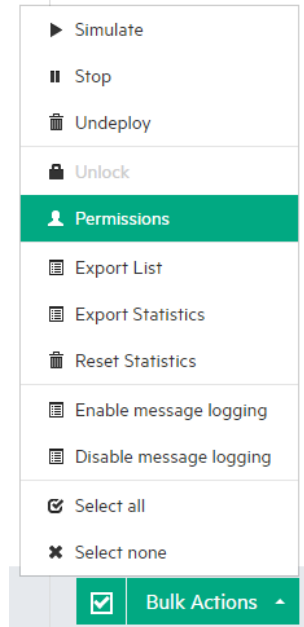 Simulate
Stop
Undeploy
Unlock
Permissions
Export List
Export Statistics
Reset Statistics
Enable message logging
Disable message logging
Select all
Select none
Bulk Actions